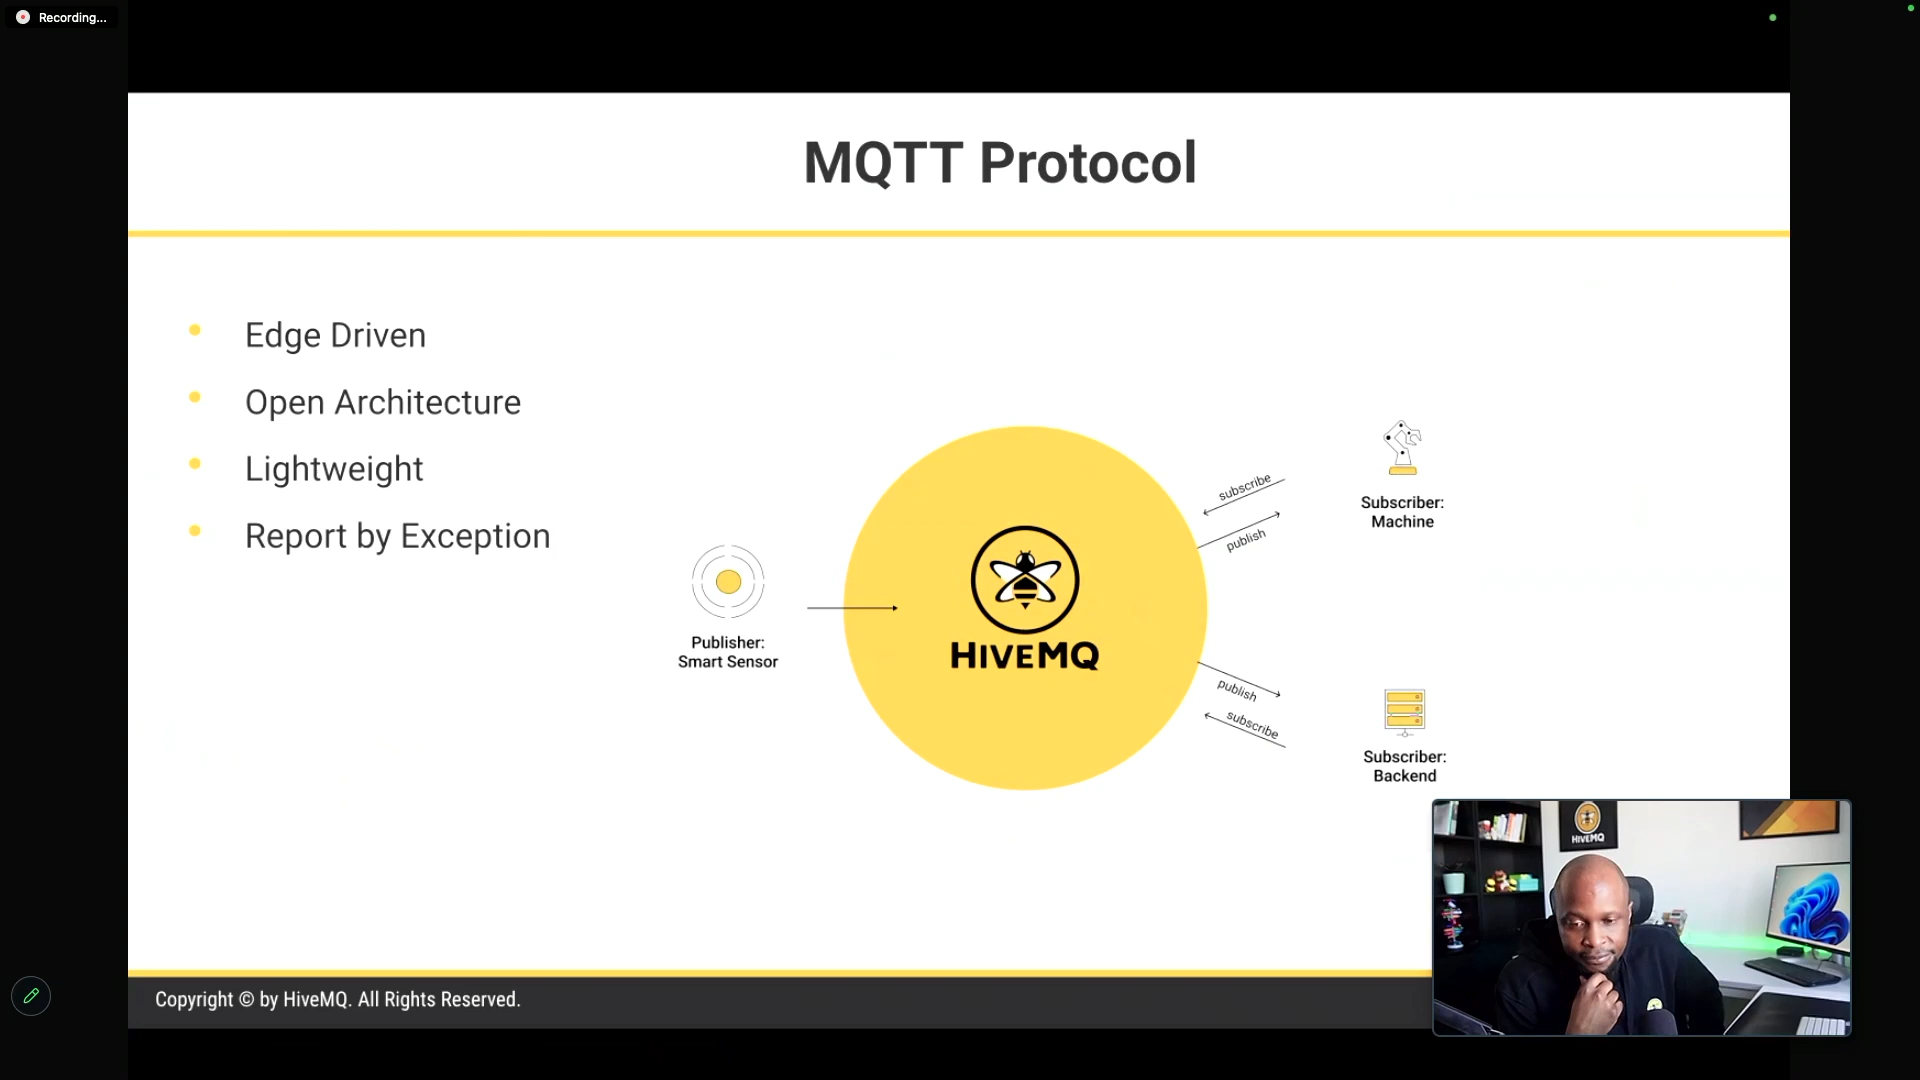 Recording...
MQTT Protocol
Edge Driven
Open Architecture
Lightweight
Report by Exception
Publisher:
Smart Sensor
HIVEMQ
subscribe
publish
Subscriber:
Machine
publish
subscribe
Subscriber:
Backend
HIVEMQ
Copyright © by HiveMQ. All Rights Reserved.